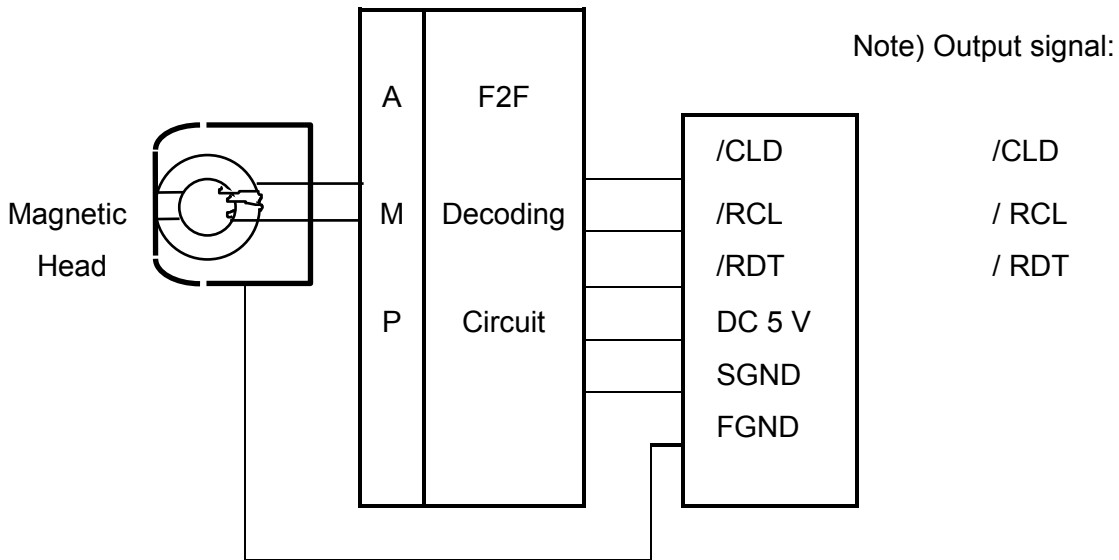 Note) Output signal:
A
F2F
/CLD
/CLD
Magnetic
Head
M
Decoding
/RCL
/ RCL
/RDT
/ RDT
P
Circuit
DC 5 V
SGND
FGND